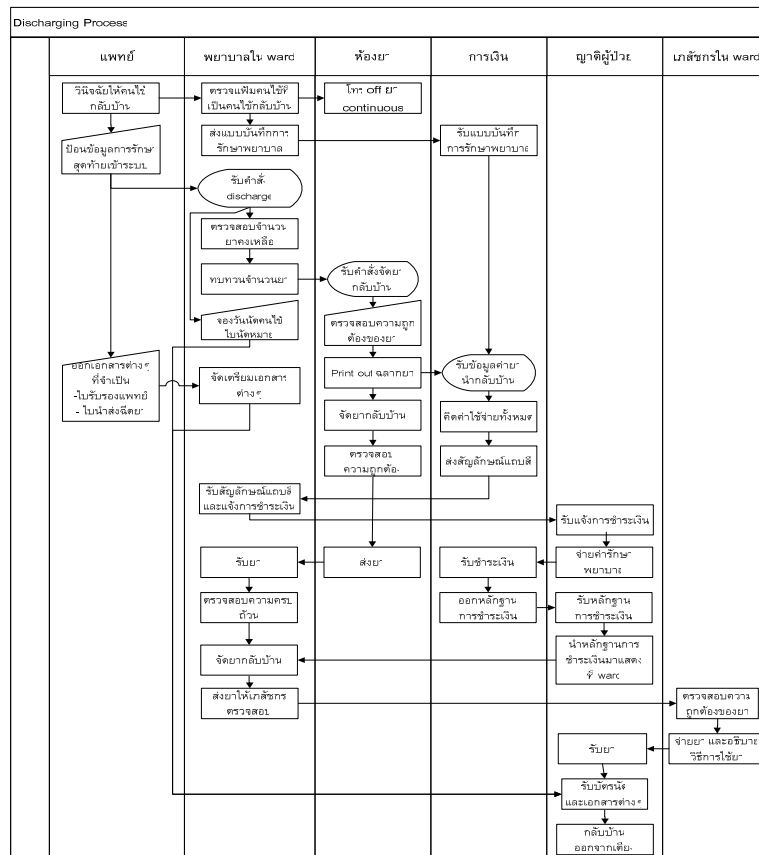 Discharging Process
แพทย์
พยาบาลใน ward
ห้องยา
การเงิน
ญาติผู้ป่วย
เภสัชกรใน ward
วินิจฉัยให้คนไข้
กลับบ้าน
ตรวจแฟ้มคนไข้ที่
เป็นคนไข้กลับบ้าน
โทร off ยา
continuous
ส่งแบบบันทึกการ
รักษาพยาบาล
รับแบบบันทึก
การรักษาพยาบาล
ป้อนข้อมูลการรักษา
สุดท้ายเข้าระบบ
รับคำสั่ง
discharge
ตรวจสอบจำนวน
ยาคงเหลือ
ทบทวนจำนวนยา
รับคำสั่งจัดยา
กลับบ้าน
จองวันนัดคนไข้
ใบนัดหมาย
ตรวจสอบความถูก
ต้องของยา
ออกเอกสารต่าง ๆ
ที่จำเป็น
-ใบรับรองแพทย์
- ใบนำส่งฉีดยา
จัดเตรียมเอกสาร
ต่าง ๆ
Print out ฉลากยา
รับข้อมูลค่ายา
นำกลับบ้าน
จัดยากลับบ้าน
คิดค่าใช้จ่ายทั้งหมด
ตรวจสอบ
ความถูกต้อง
ส่งสัญลักษณ์แถบสี
รับสัญลักษณ์แถบสี
และแจ้งการชำระเงิน
รับแจ้งการชำระเงิน
รับยา
ส่งยา
รับชำระเงิน
จ่ายค่ารักษา
พยาบาล
ตรวจสอบความครบ
ถ้วน
ออกหลักฐาน
การชำระเงิน
รับหลักฐาน
การชำระเงิน
จัดยากลับบ้าน
นำหลักฐานการ
ชำระเงินมาแสดง
ที่ ward
ส่งยาให้เภสัชกร
ตรวจสอบ
ตรวจสอบความ
ถูกต้องของยา
รับยา
จ่ายยา และอธิบาย
วิธีการใช้ยา
รับบัตรนัด
และเอกสารต่าง ๆ
กลับบ้าน
ออกจากเตียง